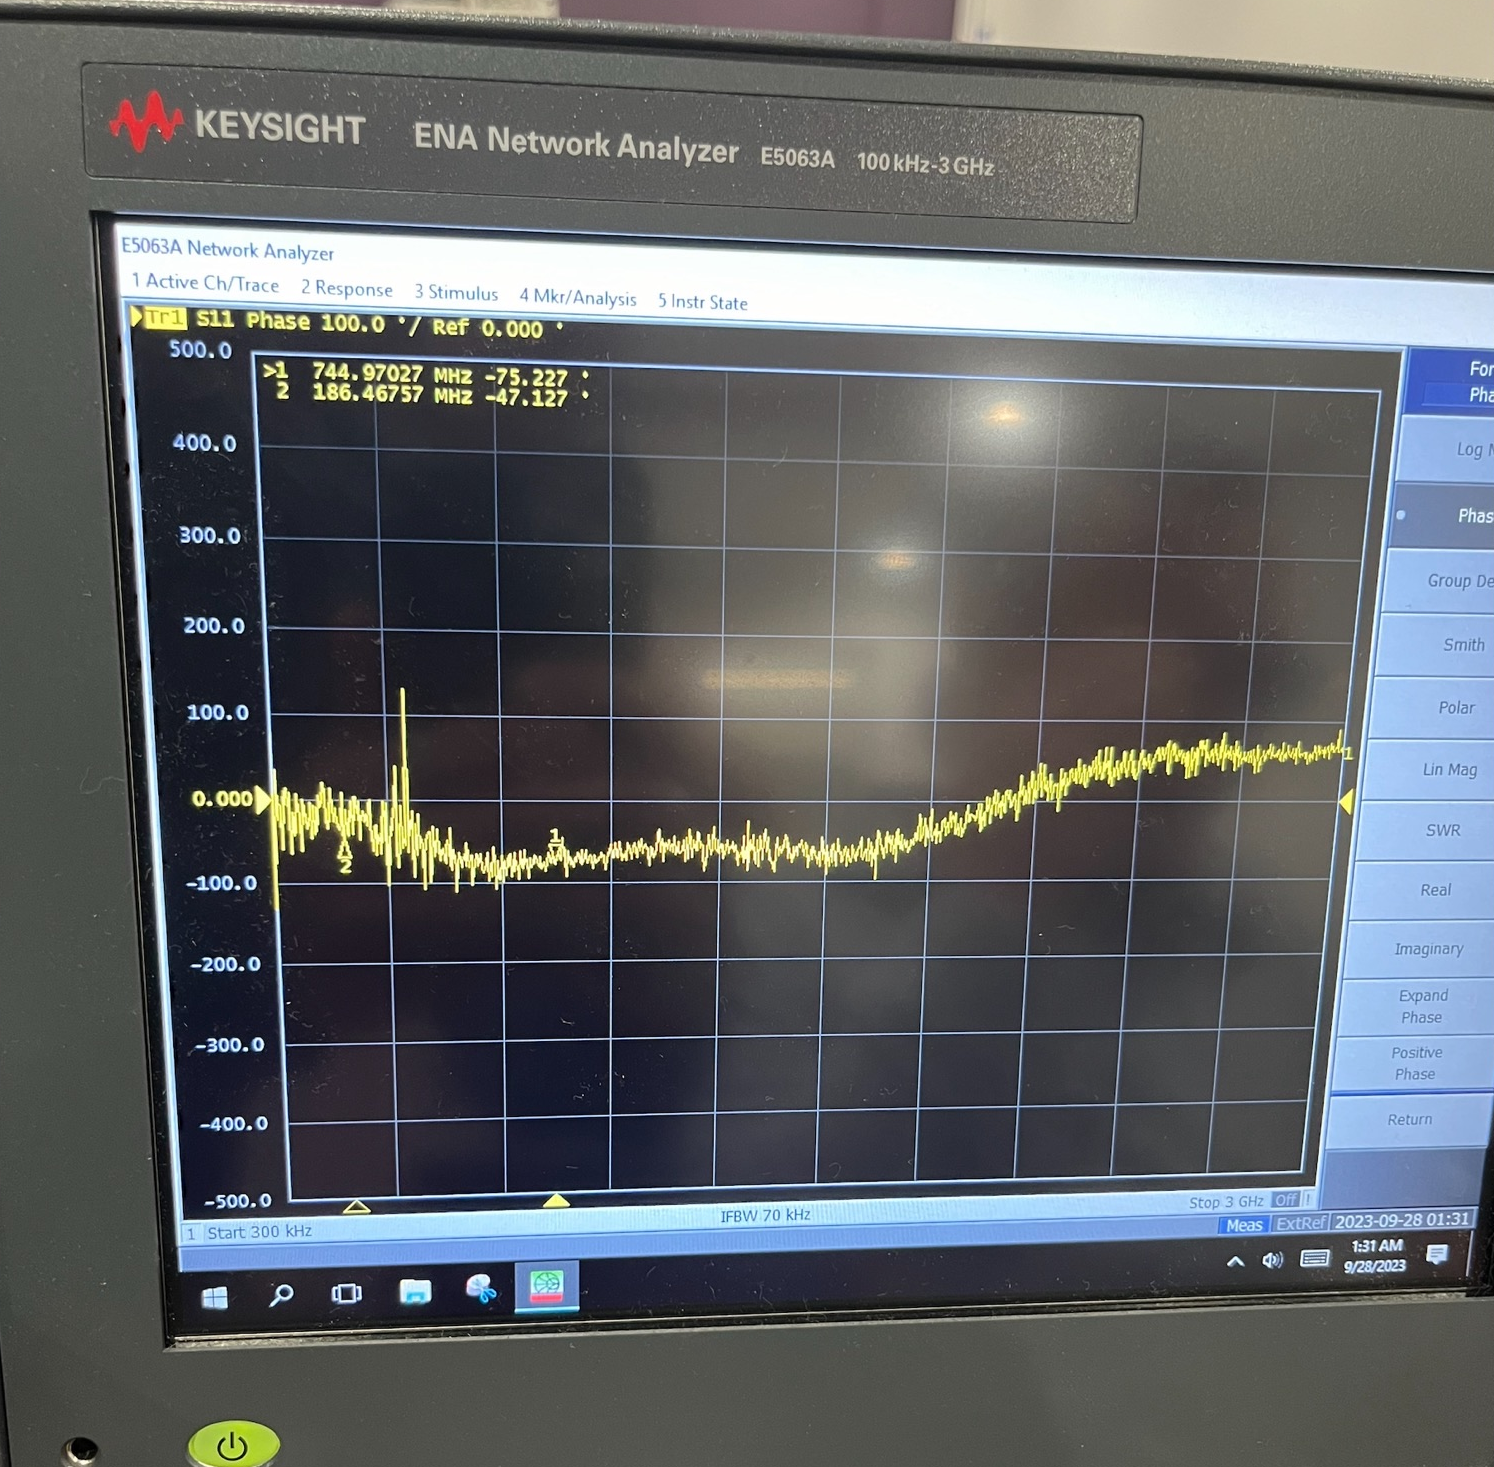 KEYSIGHT ENA Network Analyzer E5063A 100 kHz-3 GHz
E5063A Network Analyzer
1 Active Ch/Trace 2 Response 3 Stimulus 4 Mkr/Analysis 5 Instr State
Tr1 S11 Phase 100.0 °/ Ref 0.000 °
500.0
>1 744.97027 MHz -75.227 °
2 186.46757 MHz -47.127 °
400.0
300.0
200.0
100.0
0.000
-100.0
-200.0
-300.0
-400.0
-500.0
1
2
1
For
Pha
Log M
Phas
Group De
Smith
Polar
Lin Mag
SWR
Real
Imaginary
Expand
Phase
Positive
Phase
Return
1 Start 300 kHz IFBW 70 kHz Stop 3 GHz Off !
Meas ExtRef 2023-09-28 01:31
1:31 AM
9/28/2023